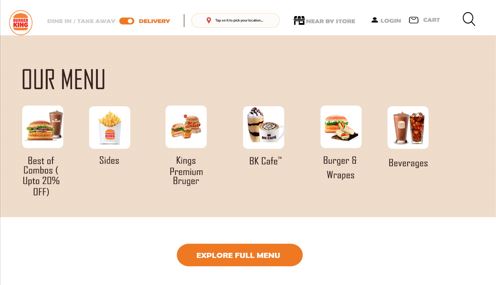 BURGER
KING
DINE IN / TAKE AWAY
DELIVERY
Tap on it to pick your location...
NEAR BY STORE
LOGIN
CART
OUR MENU
Best of
Combos (
Upto 20%
OFF)
Sides
Kings
Premium
Bruger
BK Cafe™
Burger &
Wrapes
Beverages
EXPLORE FULL MENU